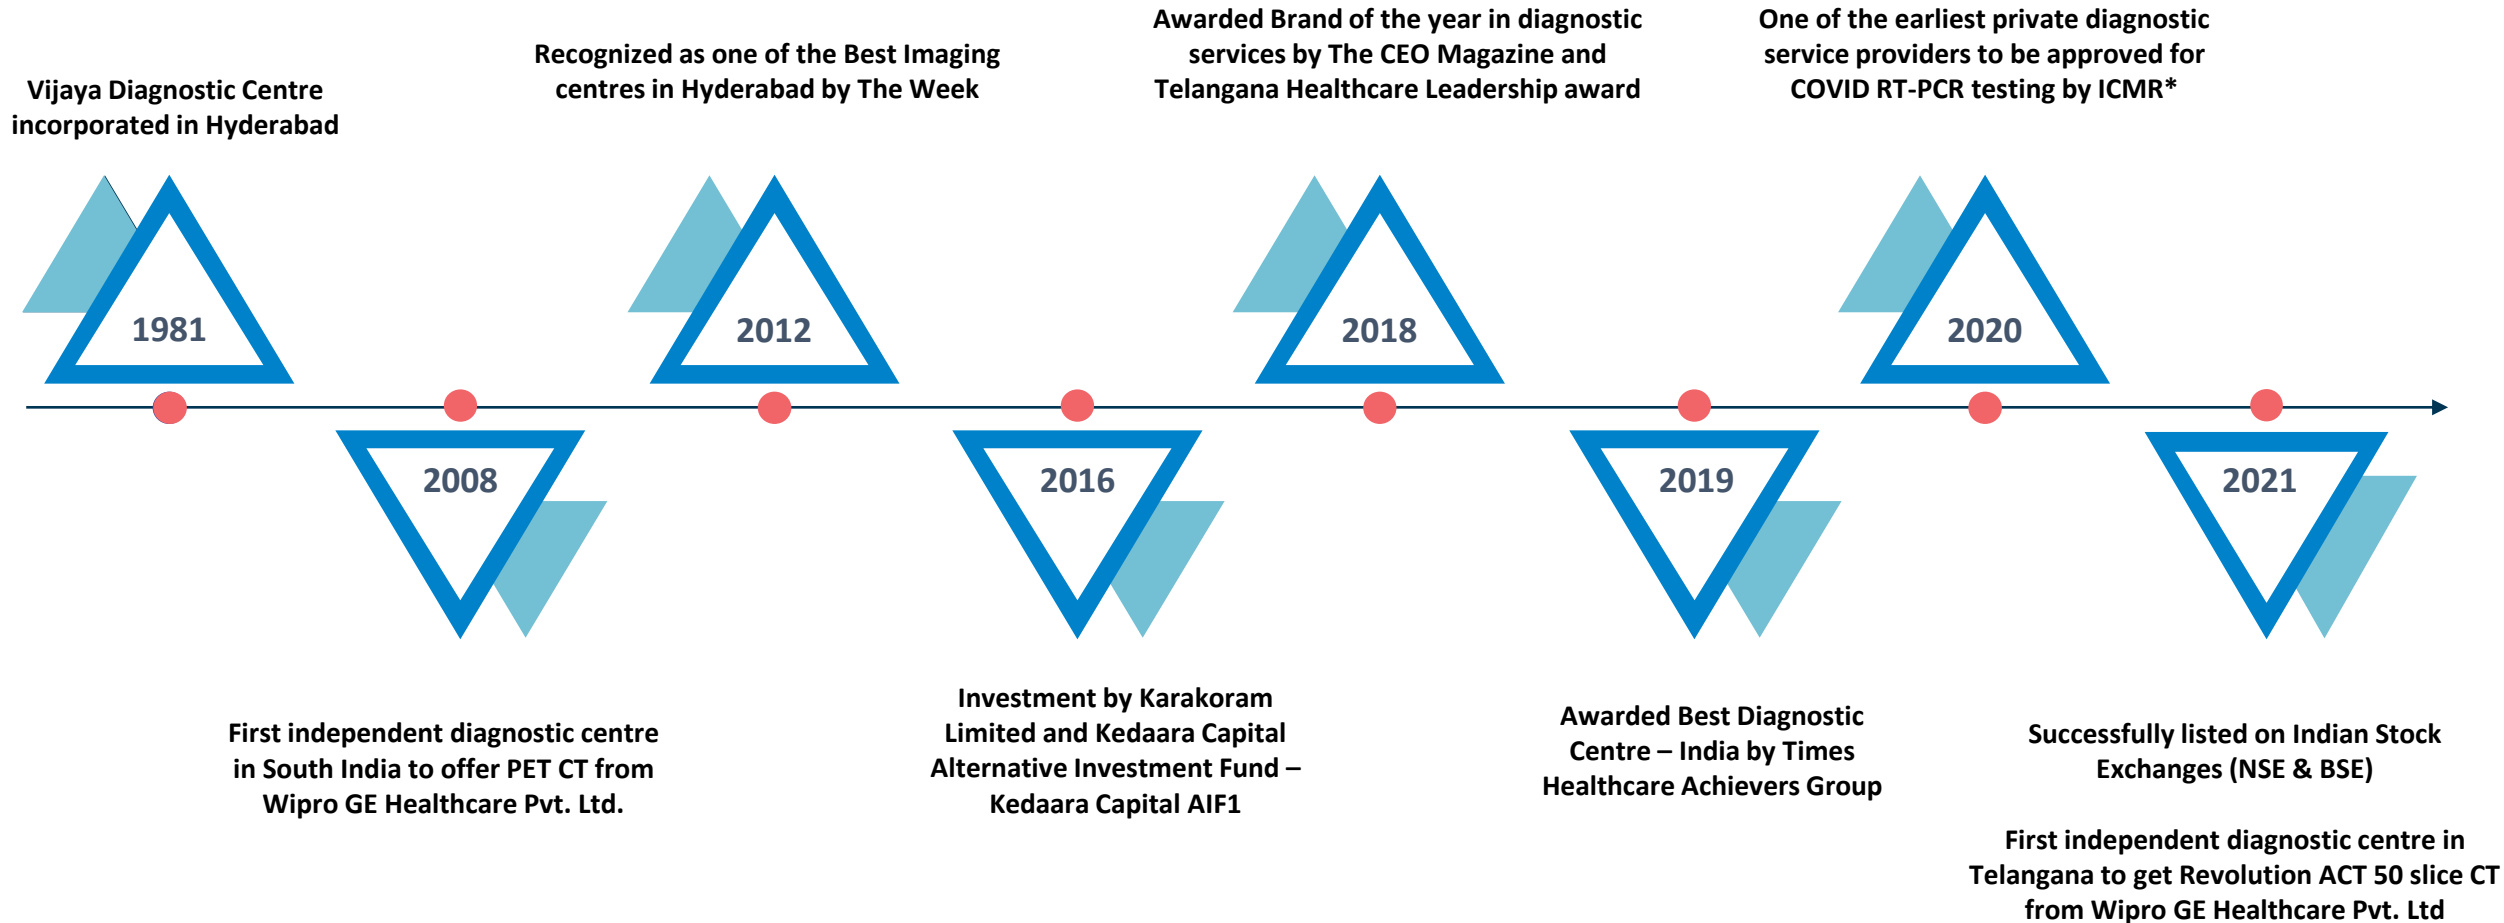 Vijaya Diagnostic Centre
incorporated in Hyderabad
1981
First independent diagnostic centre
in South India to offer PET CT from
Wipro GE Healthcare Pvt. Ltd.
2008
Recognized as one of the Best Imaging
centres in Hyderabad by The Week
2012
2016
Investment by Karakoram
Limited and Kedaara Capital
Alternative Investment Fund –
Kedaara Capital AIF1
Awarded Brand of the year in diagnostic
services by The CEO Magazine and
Telangana Healthcare Leadership award
2018
2019
Awarded Best Diagnostic
Centre – India by Times
Healthcare Achievers Group
One of the earliest private diagnostic
service providers to be approved for
COVID RT-PCR testing by ICMR*
2020
2021
Successfully listed on Indian Stock
Exchanges (NSE & BSE)
First independent diagnostic centre in
Telangana to get Revolution ACT 50 slice CT
from Wipro GE Healthcare Pvt. Ltd